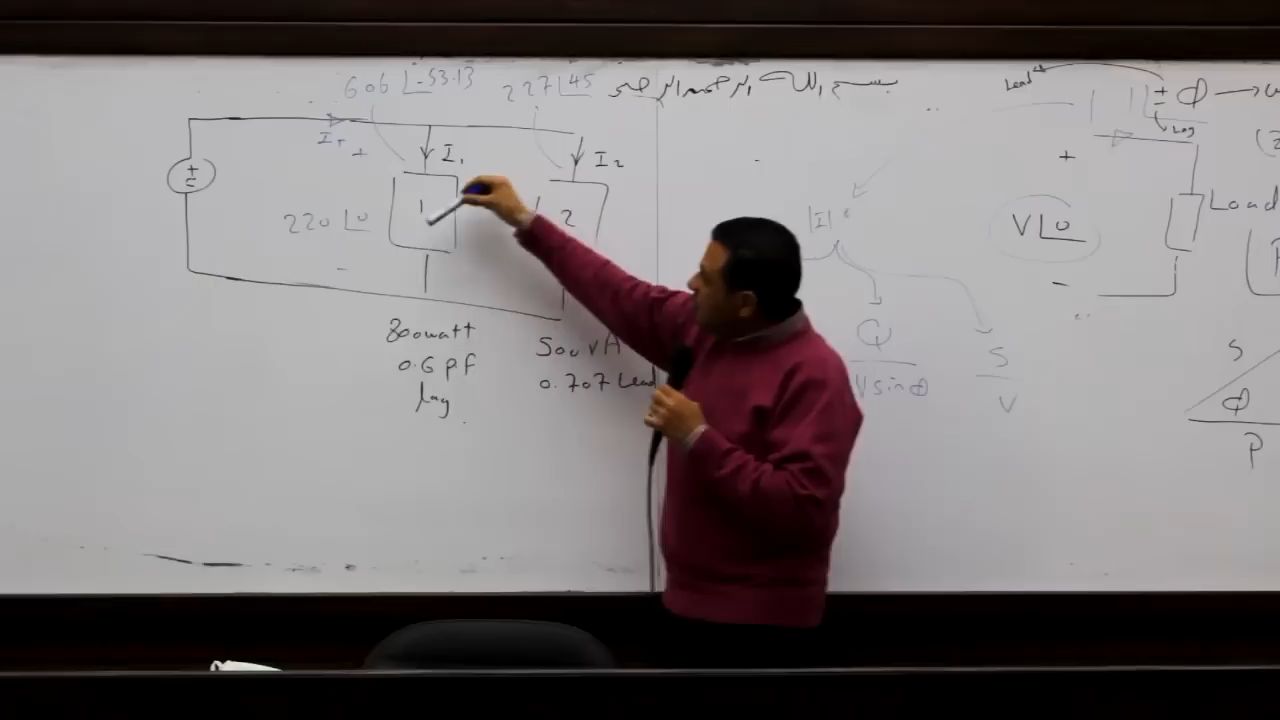 606 ∠-53.13
227 ∠45
بسم الله الرحمن الرحيم
Lead
±
Φ →
Lag
I_T
+
I₁
I₂
±
220 ∠0
1
2
-
800 watt
0.6 pf
lag
500 VA
0.707 Lead
|I|
Q
V sin Φ
S
V
+
V∠0
-
Load
S
Φ
P